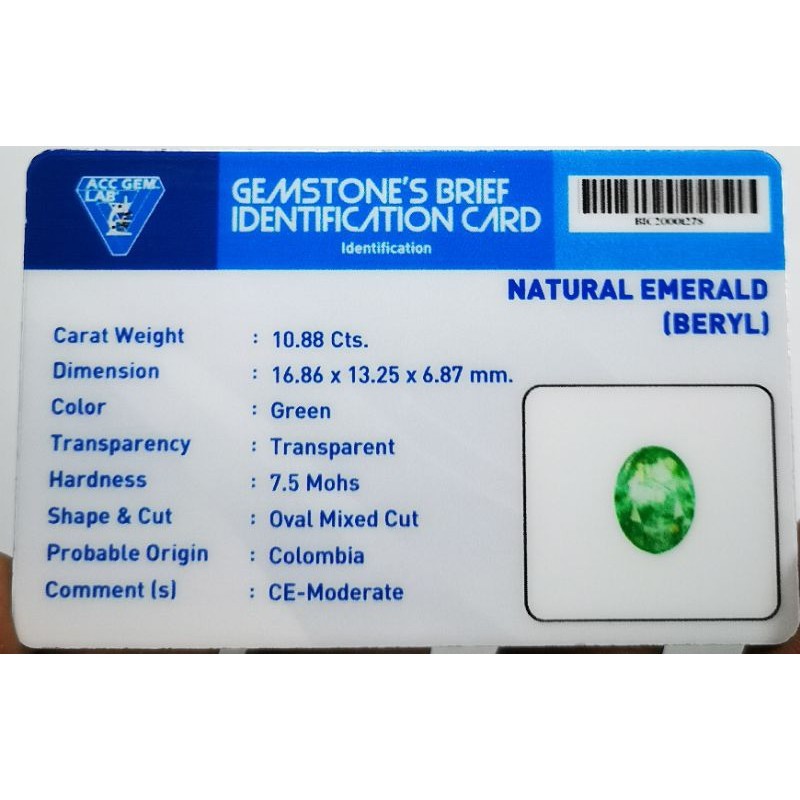 ACC GEM
LAB
GEMSTONE'S BRIEF
IDENTIFICATION CARD
Identification
NATURAL EMERALD
(BERYL)
Carat Weight : 10.88 Cts.
Dimension : 16.86 x 13.25 x 6.87 mm.
Color : Green
Transparency : Transparent
Hardness : 7.5 Mohs
Shape & Cut : Oval Mixed Cut
Probable Origin : Colombia
Comment (s) : CE-Moderate